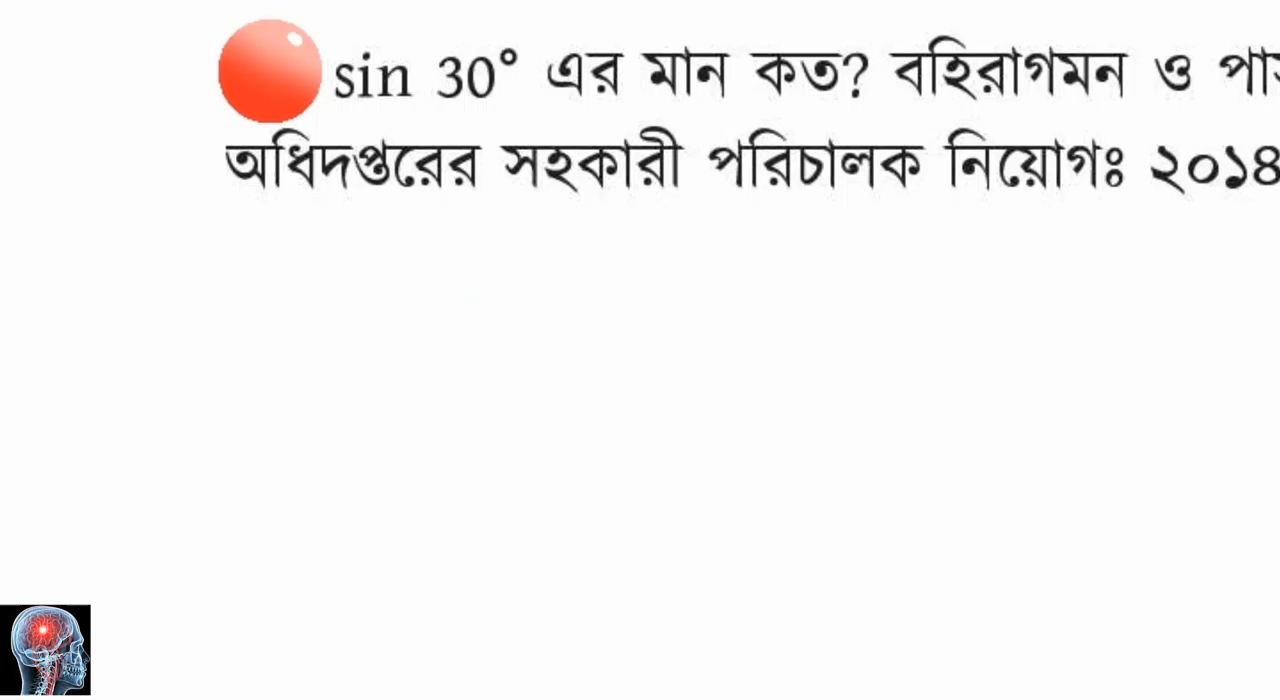 sin 30° এর মান কত? বহিরাগমন ও
অধিদপ্তরের সহকারী পরিচালক নিয়োগঃ ২০১৪